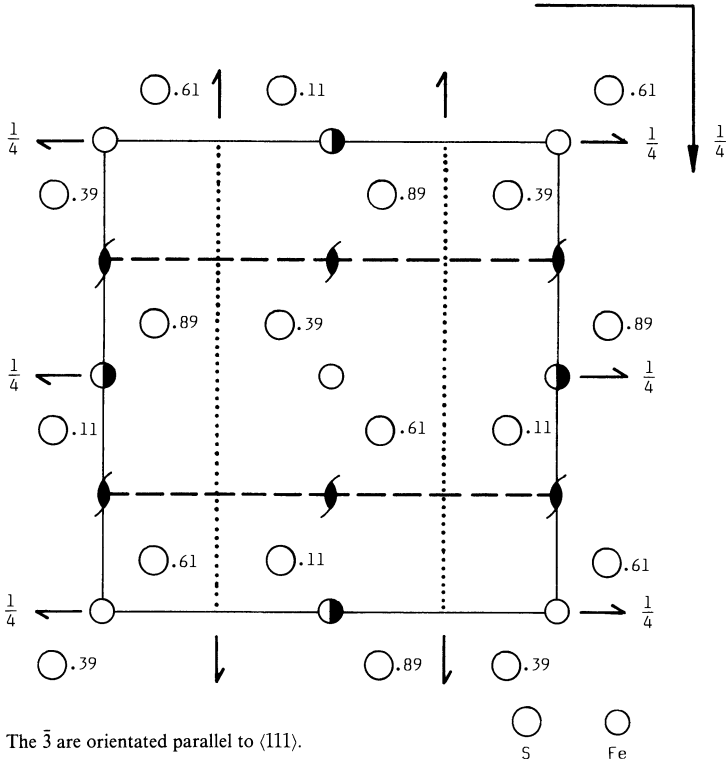 .61 .11 .61
1/4 1/4 1/4
.39 .89 .39
.89 .39 .89
1/4 1/4
.11 .61 .11
.61 .11 .61
1/4 1/4
.39 .89 .39
The 3̄ are orientated parallel to ⟨111⟩.
S Fe